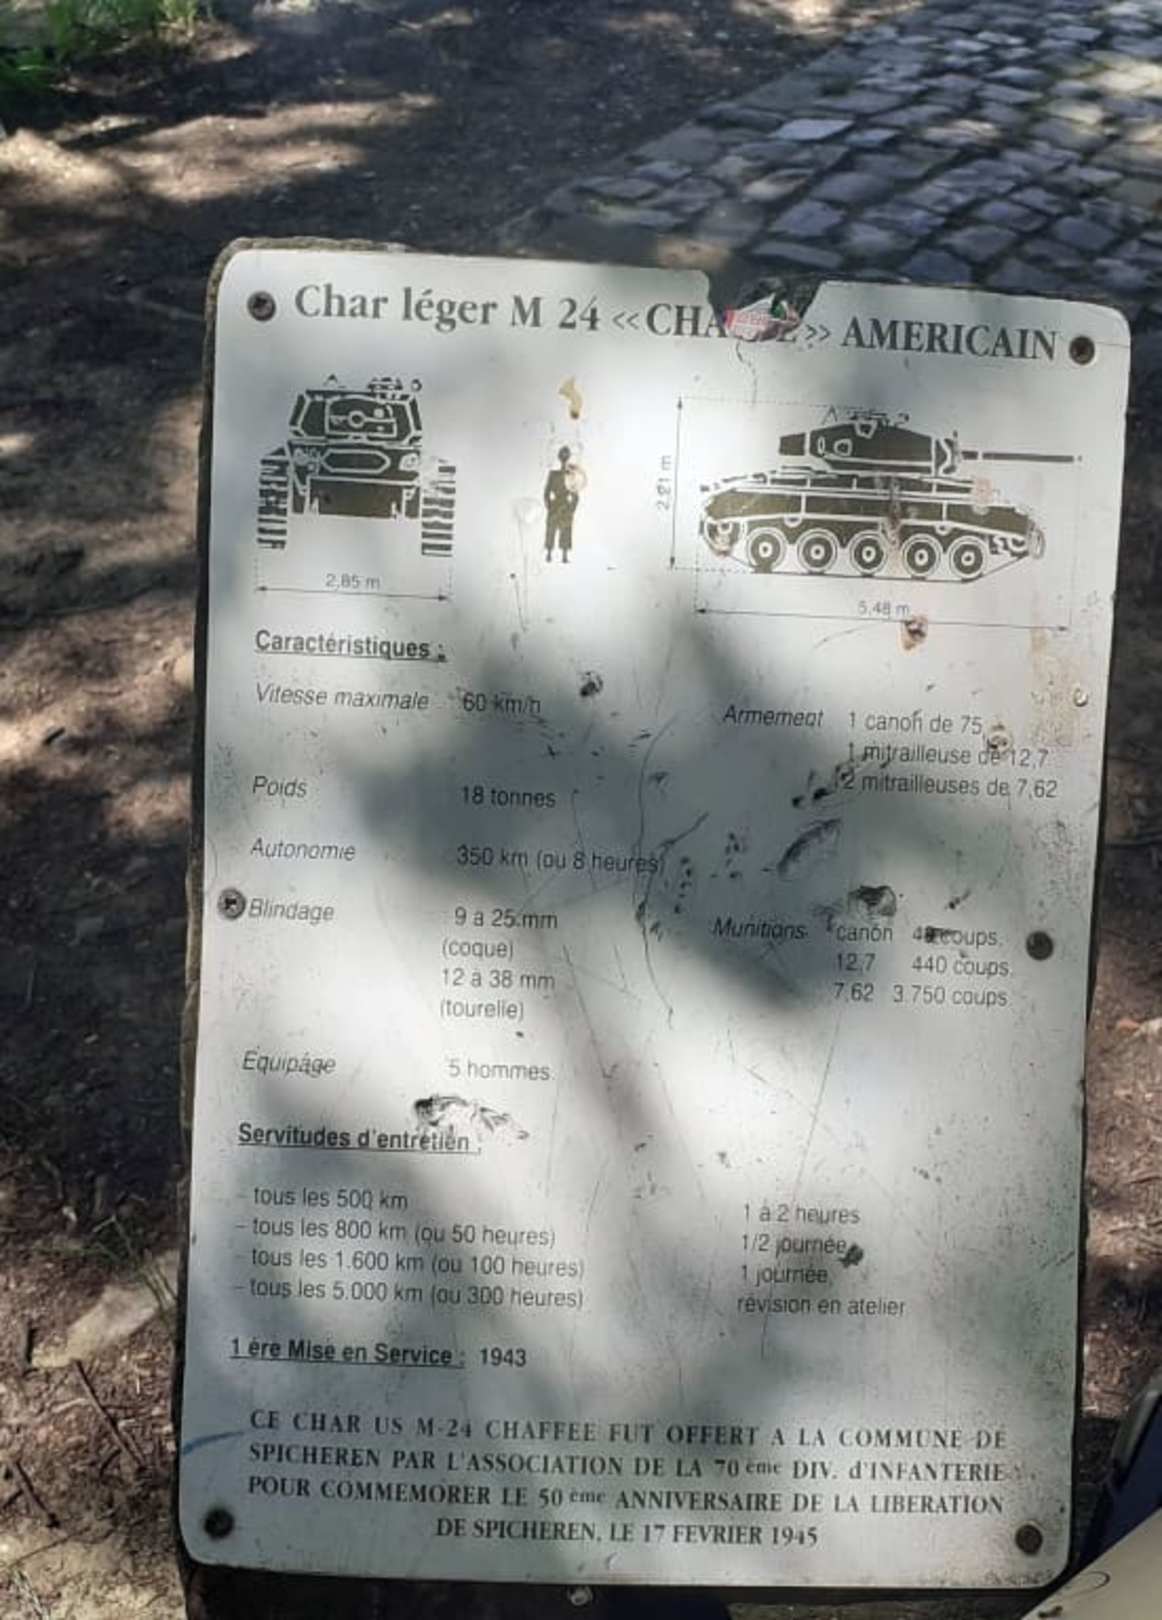 Char léger M 24 «CHA E» AMERICAIN
2,21 m
2,85 m
5,48 m
Caractéristiques :
Vitesse maximale 60 km/h
Armement 1 canon de 75
1 mitrailleuse de 12,7
2 mitrailleuses de 7,62
Poids 18 tonnes
Autonomie 350 km (ou 8 heures)
Blindage 9 à 25 mm
(coque)
12 à 38 mm
(tourelle)
Munitions canon coups.
12,7 440 coups.
7,62 3.750 coups.
Equipage 5 hommes.
Servitudes d'entretien :
- tous les 500 km 1 à 2 heures
- tous les 800 km (ou 50 heures) 1/2 journée
- tous les 1.600 km (ou 100 heures) 1 journée
- tous les 5.000 km (ou 300 heures) révision en atelier
1 ére Mise en Service : 1943
CE CHAR US M-24 CHAFFEE FUT OFFERT A LA COMMUNE DE
SPICHEREN PAR L'ASSOCIATION DE LA 70 éme DIV. d'INFANTERIE
POUR COMMEMORER LE 50 éme ANNIVERSAIRE DE LA LIBERATION
DE SPICHEREN, LE 17 FEVRIER 1945